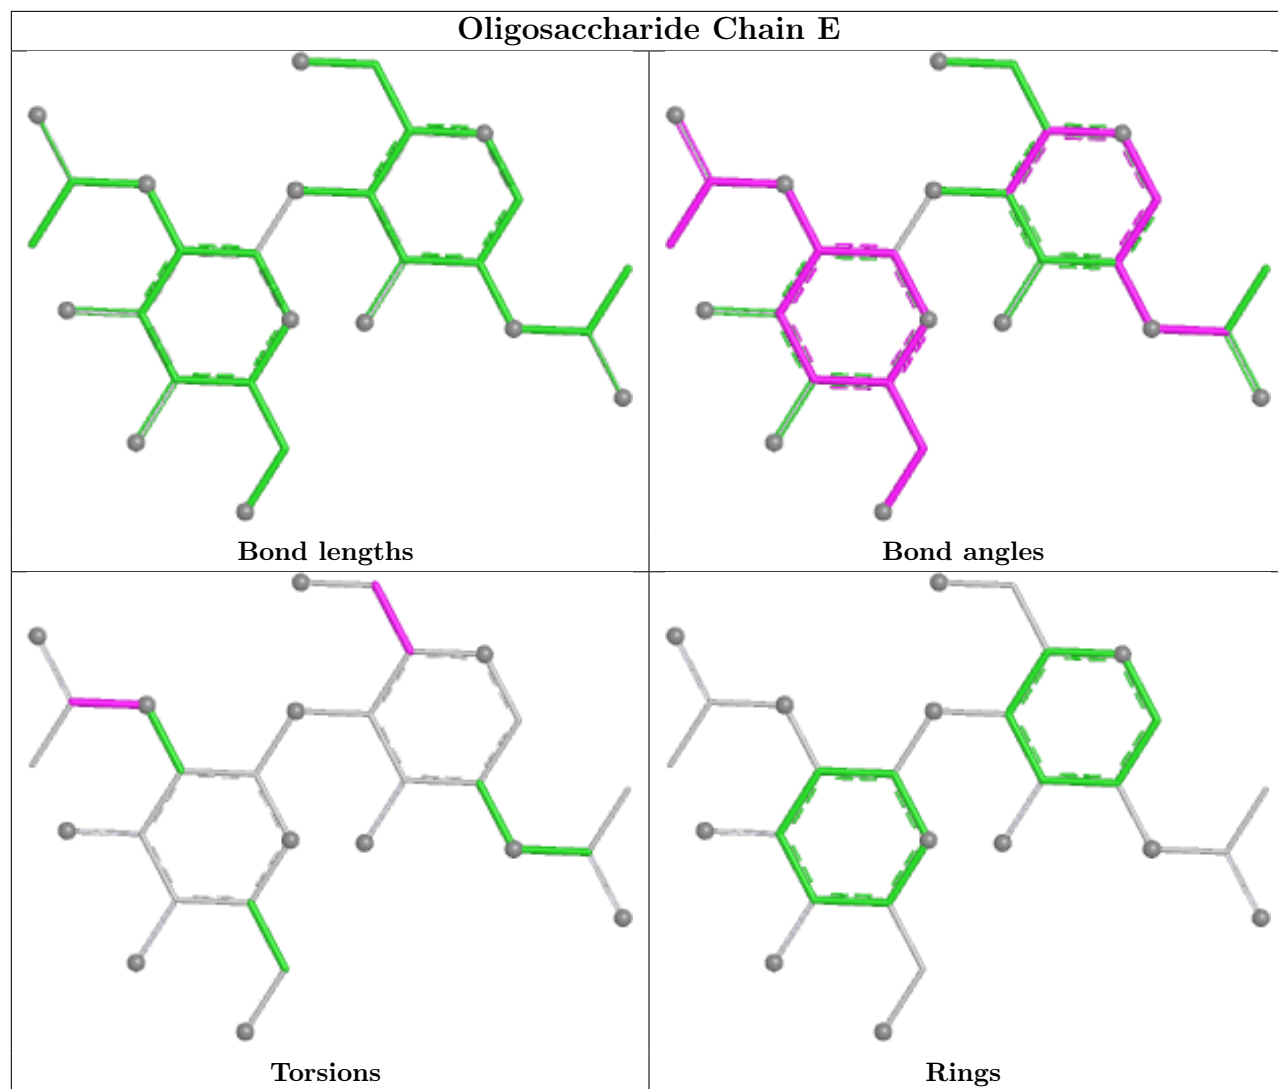 Oligosaccharide Chain E
Bond lengths
Bond angles
Torsions
Rings